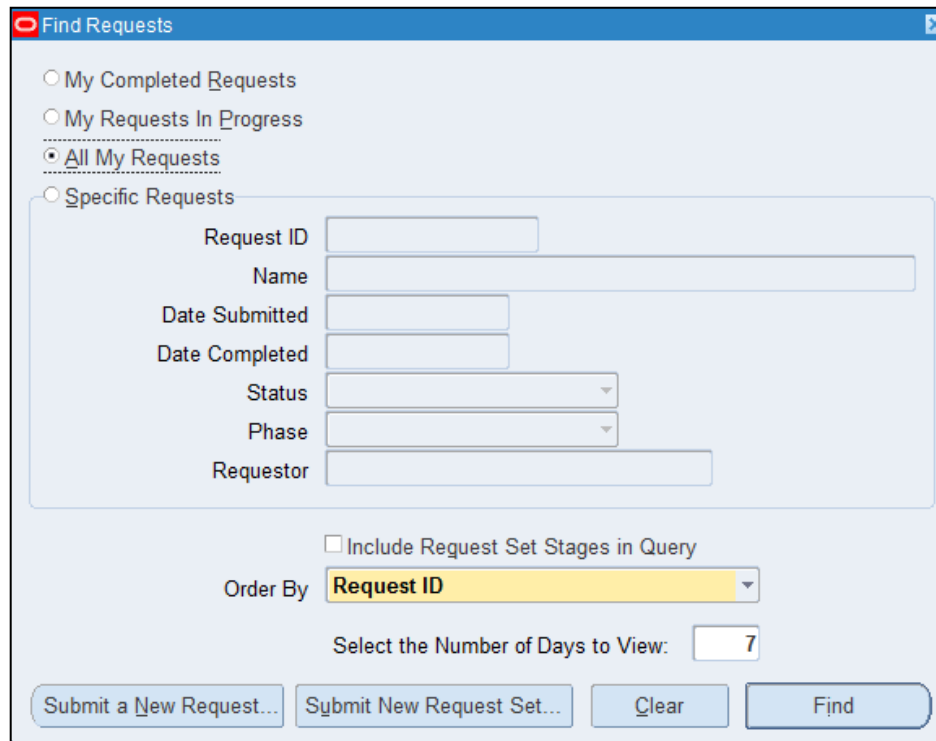 Find Requests
My Completed Requests
My Requests In Progress
All My Requests
Specific Requests
Request ID
Name
Date Submitted
Date Completed
Status
Phase
Requestor
Include Request Set Stages in Query
Order By Request ID
Select the Number of Days to View: 7
Submit a New Request... Submit New Request Set... Clear Find